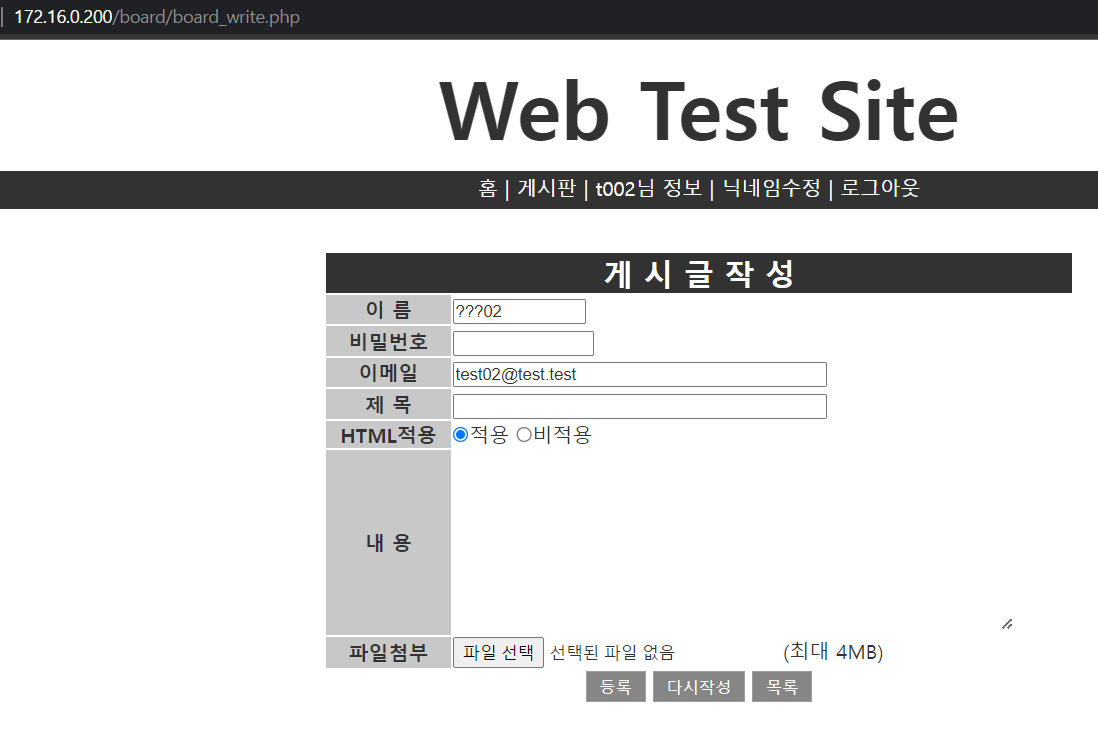 172.16.0.200/board/board_write.php
Web Test Site
홈 | 게시판 | t002님 정보 | 닉네임수정 | 로그아웃
게 시 글 작 성
이 름 ???02
비밀번호
이메일 test02@test.test
제 목
HTML적용 적용 비적용
내 용
파일첨부 파일 선택 선택된 파일 없음 (최대 4MB)
등록 다시작성 목록